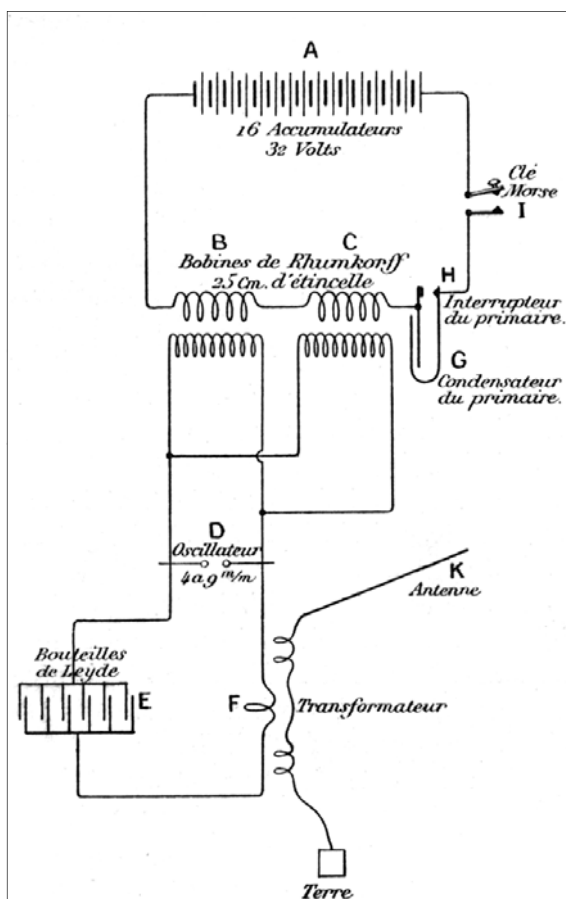 A
16 Accumulateurs
32 Volts
Clé
Morse
I
B
C
Bobines de Rhumkorff
25 Cm. d'étincelle
H
Interrupteur
du primaire.
G
Condensateur
du primaire.
D
Oscillateur
4 a 9 m/m
K
Antenne
Bouteilles
de Leyde
E
F
Transformateur
Terre